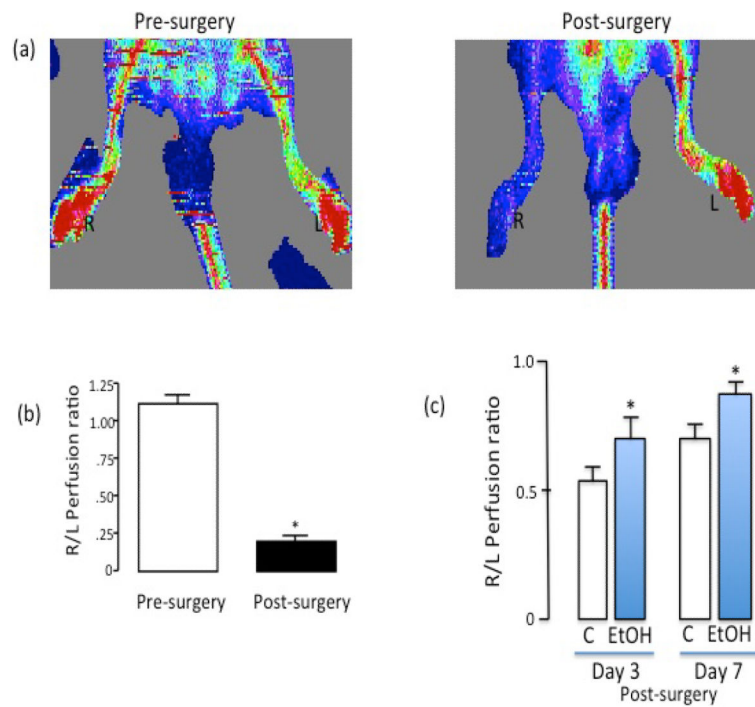 Pre-surgery
Post-surgery
(a)
R
L
R
L
(b)
R/L Perfusion ratio
1.25
1.00
.75
.50
.25
0
*
Pre-surgery
Post-surgery
(c)
R/L Perfusion ratio
1.0
0.5
0
*
*
C EtOH C EtOH
Day 3 Day 7
Post-surgery